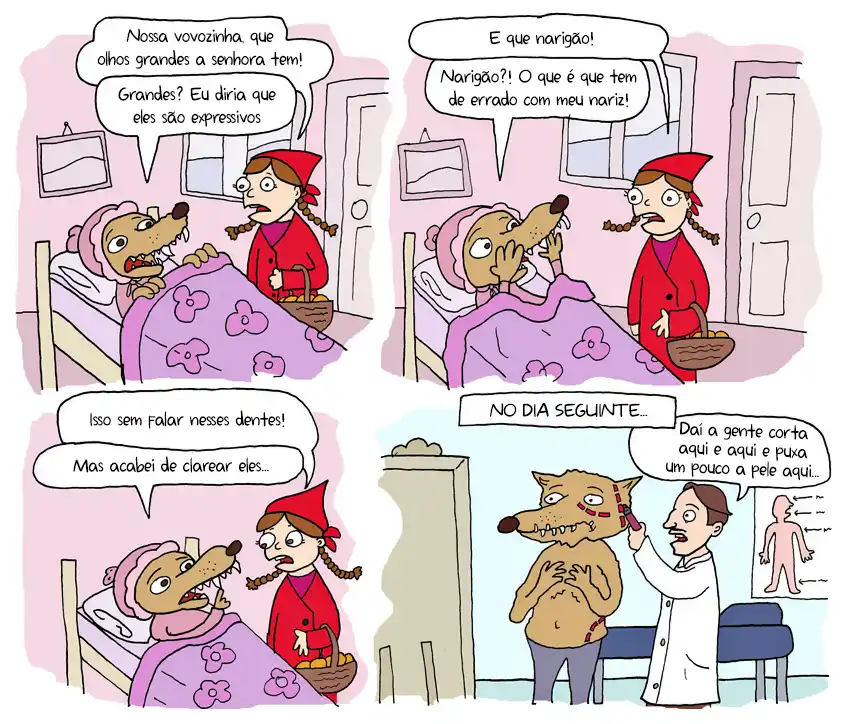 Nossa vovozinha, que
olhos grandes a senhora tem!
Grandes? Eu diria que
eles são expressivos
E que narigão!
Narigão?! O que é que tem
de errado com meu nariz!
Isso sem falar nesses dentes!
Mas acabei de clarear eles...
NO DIA SEGUINTE...
Daí a gente corta
aqui e aqui e puxa
um pouco a pele aqui...